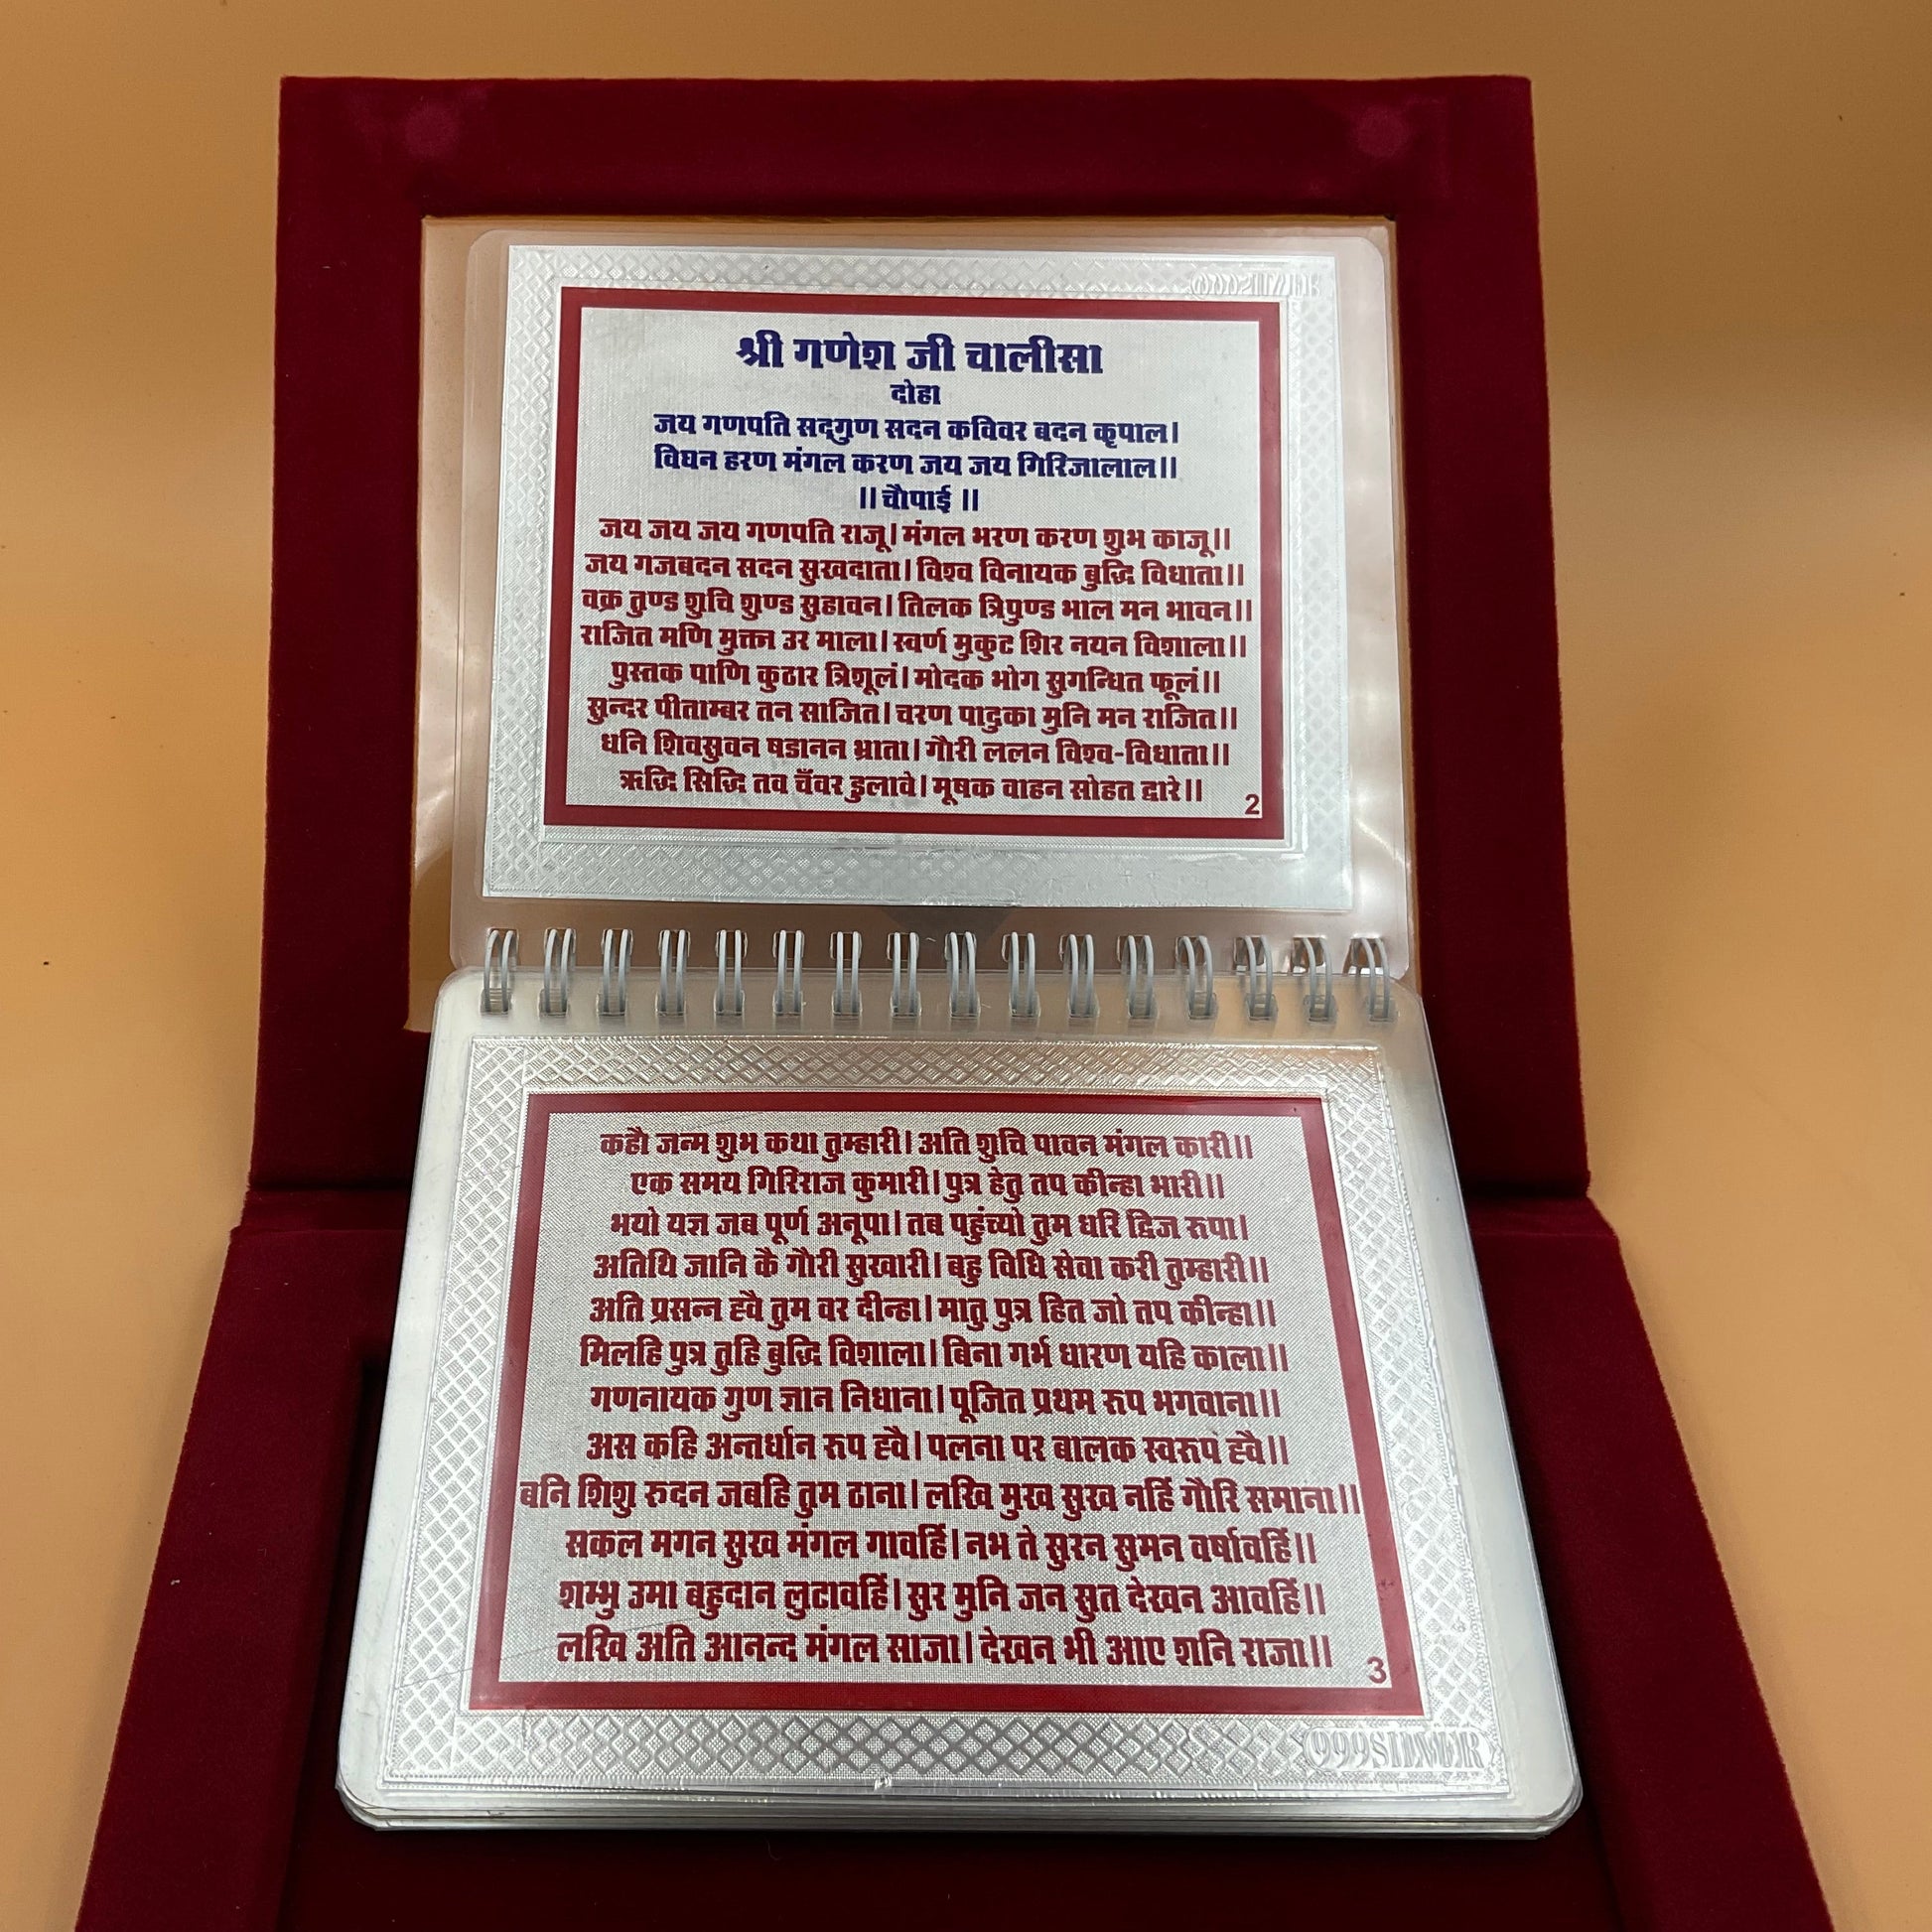 श्री गणेश जी चालीसा
दोहा
जय गणपति सद्गुण सदन कविवर बदन कृपाल।
विघन हरण मंगल करण जय जय गिरिजालाल।।
।। चौपाई ।।
जय जय जय गणपति राजू। मंगल भरण करण शुभ काजू।।
जय गजबदन सदन सुखदाता। विश्व विनायक बुद्धि विधाता।।
वक्र तुण्ड शुचि शुण्ड सुहावन। तिलक त्रिपुण्ड भाल मन भावन।।
राजित मणि मुक्तन उर माला। स्वर्ण मुकुट शिर नयन विशाला।।
पुस्तक पाणि कुठार त्रिशूलं। मोदक भोग सुगन्धित फूलं।।
सुन्दर पीताम्बर तन साजित। चरण पादुका मुनि मन राजित।।
धनि शिवसुवन षडानन भ्राता। गौरी ललन विश्व-विधाता।।
ऋद्धि सिद्धि तव चँवर डुलावे। मूषक वाहन सोहत द्वारे।।
2
कहौ जन्म शुभ कथा तुम्हारी। अति शुचि पावन मंगल कारी।।
एक समय गिरिराज कुमारी। पुत्र हेतु तप कीन्हा भारी।।
भयो यज्ञ जब पूर्ण अनूपा। तब पहुंच्यो तुम धरि द्विज रूपा।
अतिथि जानि कै गौरी सुखारी। बहु विधि सेवा करी तुम्हारी।।
अति प्रसन्न ह्वै तुम वर दीन्हा। मातु पुत्र हित जो तप कीन्हा।।
मिलहि पुत्र तुहि बुद्धि विशाला। बिना गर्भ धारण यहि काला।।
गणनायक गुण ज्ञान निधाना। पूजित प्रथम रूप भगवाना।।
अस कहि अन्तर्धान रूप ह्वै। पलना पर बालक स्वरूप ह्वै।।
बनि शिशु रुदन जबहि तुम ठाना। लखि मुख सुख नहिं गौरि समाना।।
सकल मगन सुख मंगल गावहिं। नभ ते सुरन सुमन वर्षावहिं।।
शम्भु उमा बहुदान लुटावहिं। सुर मुनि जन सुत देखन आवहिं।।
लखि अति आनन्द मंगल साजा। देखन भी आए शनि राजा।।
3
999SILVER